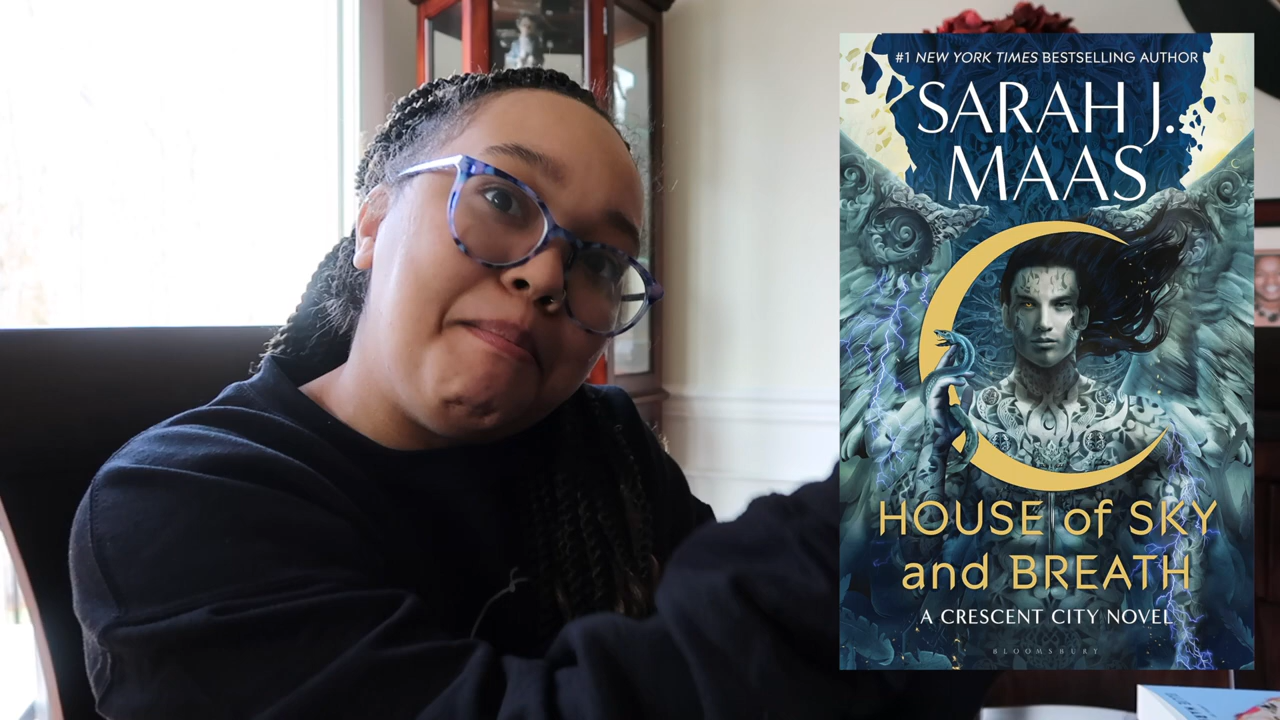 #1 NEW YORK TIMES BESTSELLING AUTHOR
SARAH J.
MAAS
HOUSE of SKY
and BREATH
A CRESCENT CITY NOVEL
BLOOMSBURY